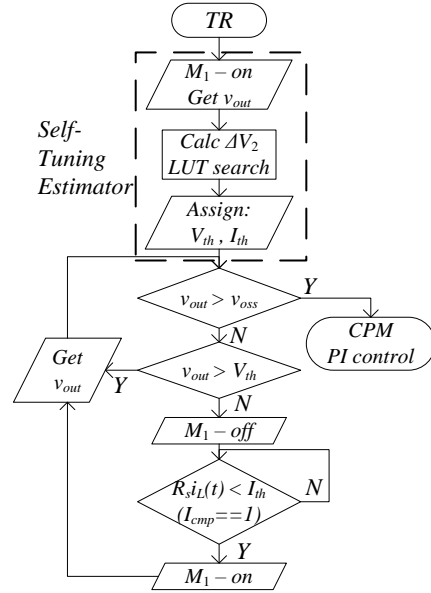 TR
M1 – on
Get vout
Self-
Tuning
Estimator
Calc ΔV2
LUT search
Assign:
Vth , Ith
vout > voss
Y
N
CPM
PI control
Get
vout
vout > Vth
Y
N
M1 – off
RsiL(t) < Ith
(Icmp==1)
N
Y
M1 – on